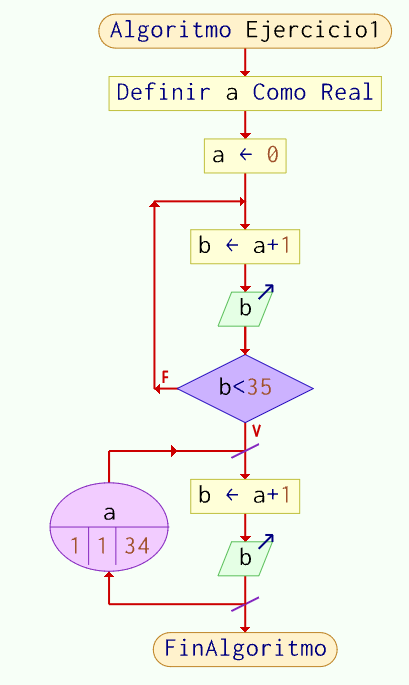 Algoritmo Ejercicio1
Definir a Como Real
a ← 0
b ← a+1
b
F
b<35
V
a
1 1 34
b ← a+1
b
FinAlgoritmo